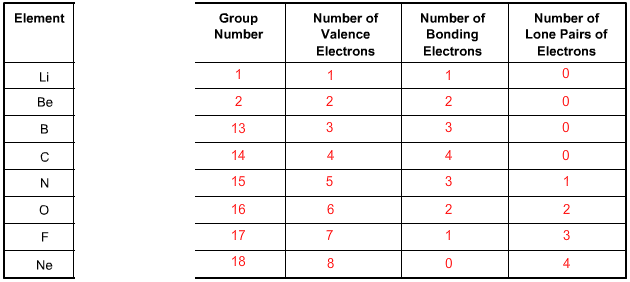 Element Group Number Number of Valence Electrons Number of Bonding Electrons Number of Lone Pairs of Electrons
Li 1 1 1 0
Be 2 2 2 0
B 13 3 3 0
C 14 4 4 0
N 15 5 3 1
O 16 6 2 2
F 17 7 1 3
Ne 18 8 0 4